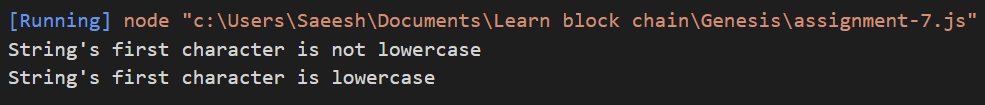 [Running] node "c:\Users\Saeesh\Documents\Learn block chain\Genesis\assignment-7.js"
String's first character is not lowercase
String's first character is lowercase